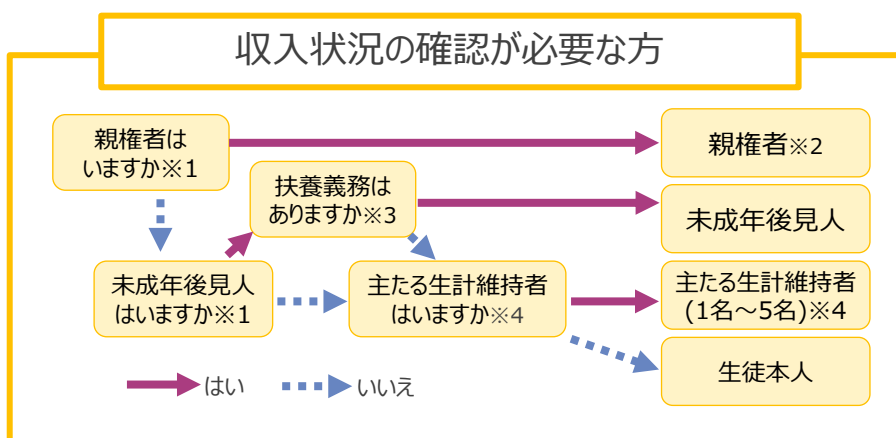 収入状況の確認が必要な方
親権者は
いますか※1
親権者※2
扶養義務は
ありますか※3
未成年後見人
未成年後見人
はいますか※1
主たる生計維持者
はいますか※4
主たる生計維持者
(1名～5名)※4
生徒本人
はい
いいえ